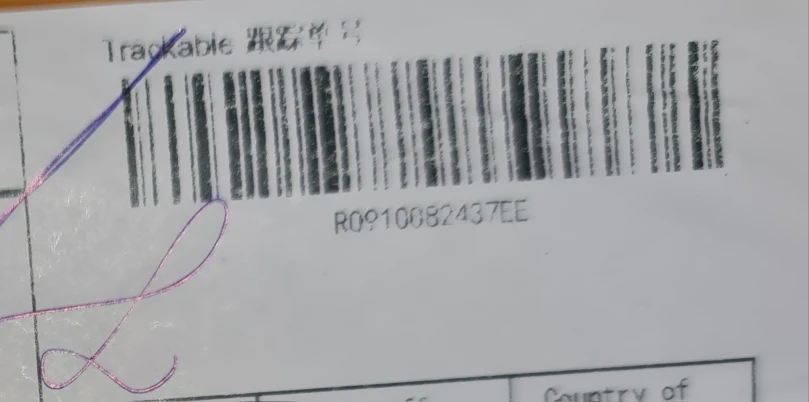 Trackable 跟踪单号
RO910082437EE
Country of